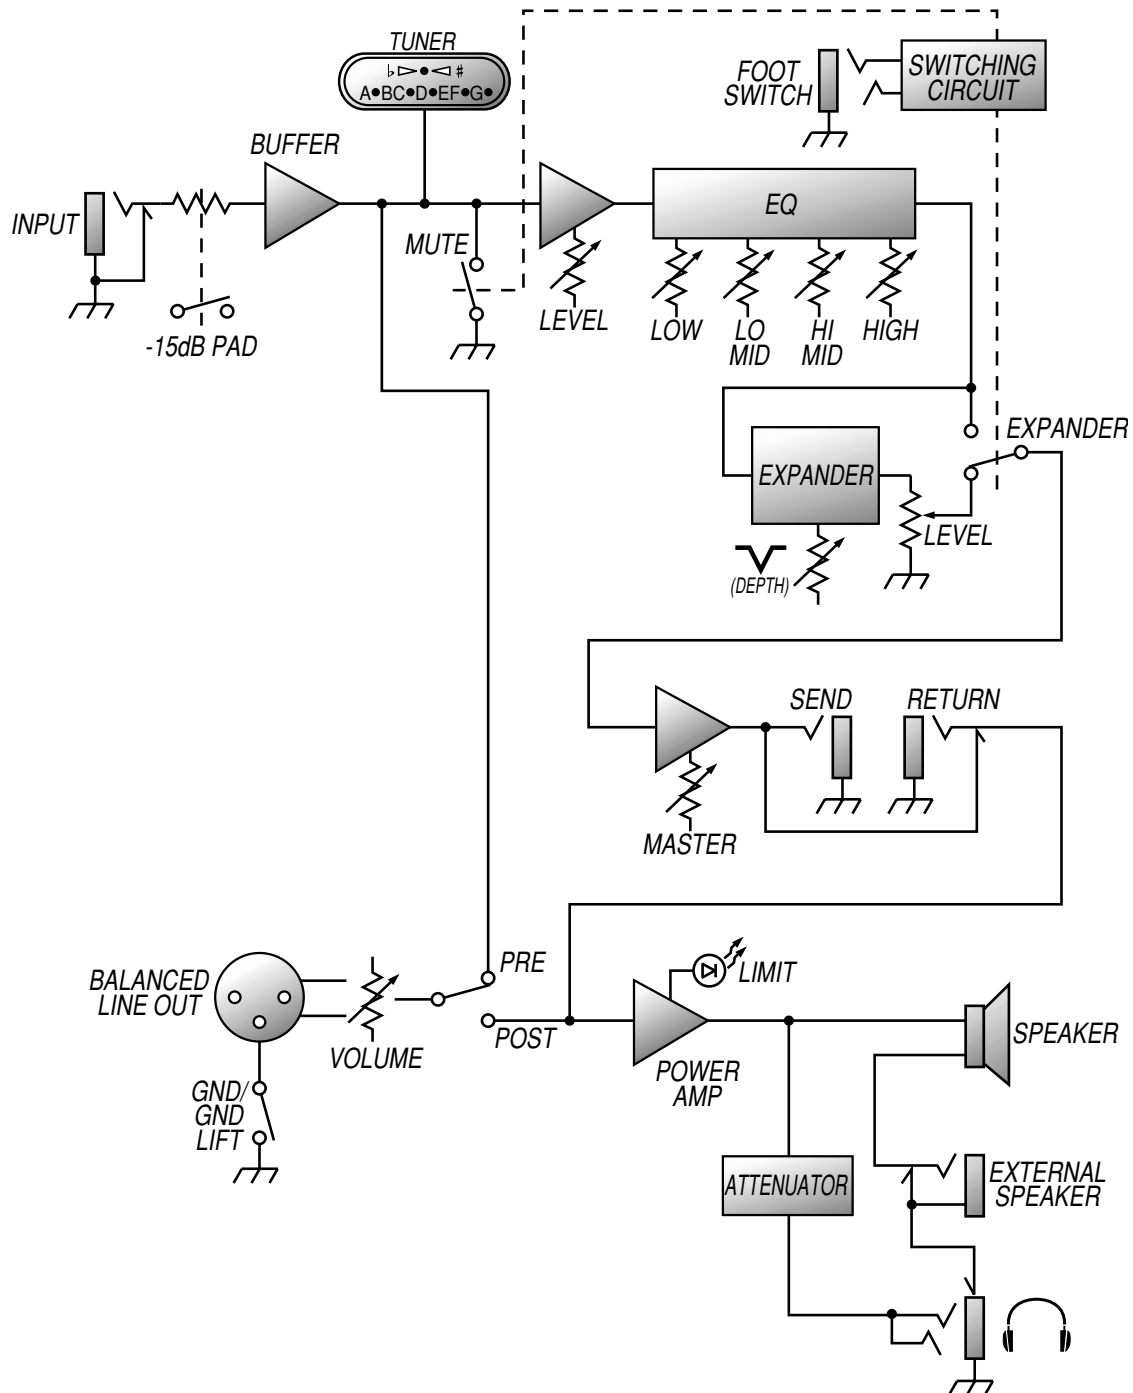 TUNER
♭ ▷•◁ #
A•BC•D•EF•G•
FOOT
SWITCH
SWITCHING
CIRCUIT
BUFFER
INPUT
EQ
MUTE
-15dB PAD
LEVEL
LOW
LO
MID
HI
MID
HIGH
EXPANDER
EXPANDER
LEVEL
(DEPTH)
SEND
RETURN
MASTER
BALANCED
LINE OUT
VOLUME
PRE
POST
LIMIT
POWER
AMP
SPEAKER
GND/
GND
LIFT
ATTENUATOR
EXTERNAL
SPEAKER